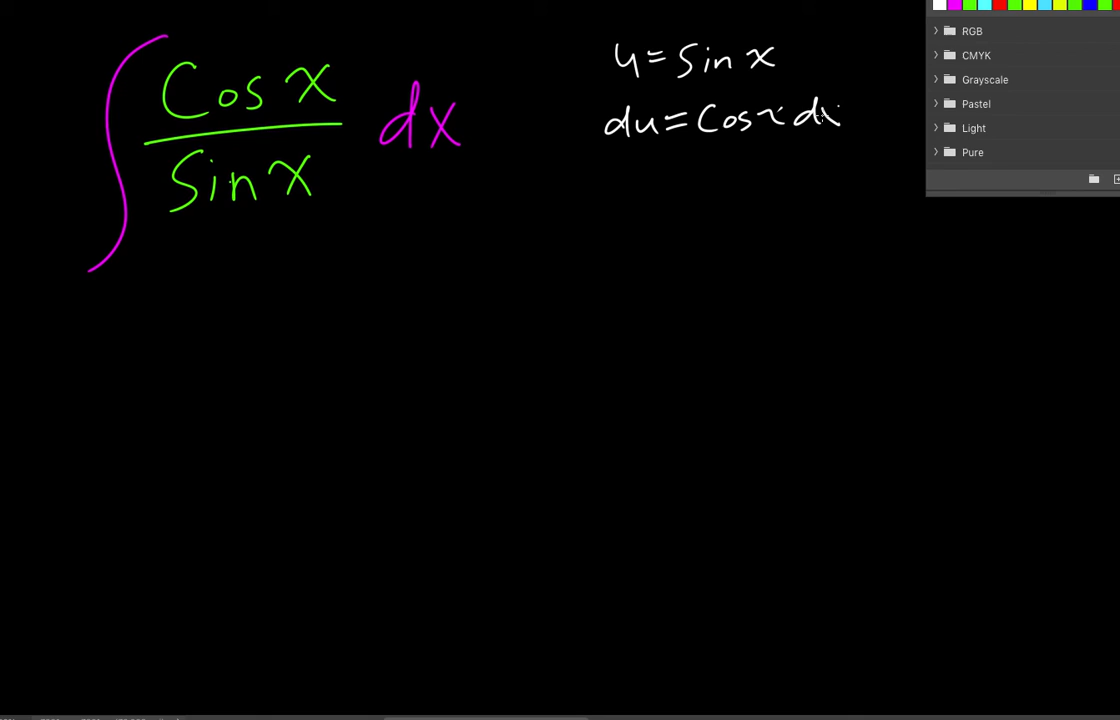 ∫ Cos x / Sin x dx
u = Sin x
du = Cos x dx
RGB
CMYK
Grayscale
Pastel
Light
Pure